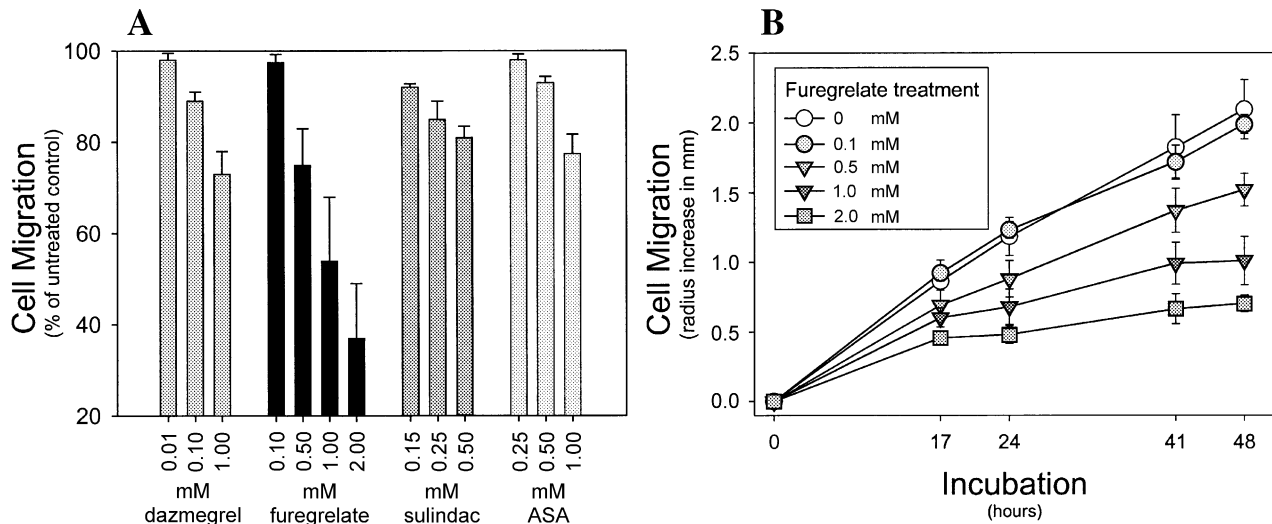 A
100
80
60
40
20
Cell Migration
(% of untreated control)
0.01 0.10 1.00 0.10 0.50 1.00 2.00 0.15 0.25 0.50 0.25 0.50 1.00
mM mM mM mM
dazmegrel furegrelate sulindac ASA
B
2.5
2.0
1.5
1.0
0.5
0.0
Cell Migration
(radius increase in mm)
Furegrelate treatment
0 mM
0.1 mM
0.5 mM
1.0 mM
2.0 mM
0 17 24 41 48
Incubation
(hours)